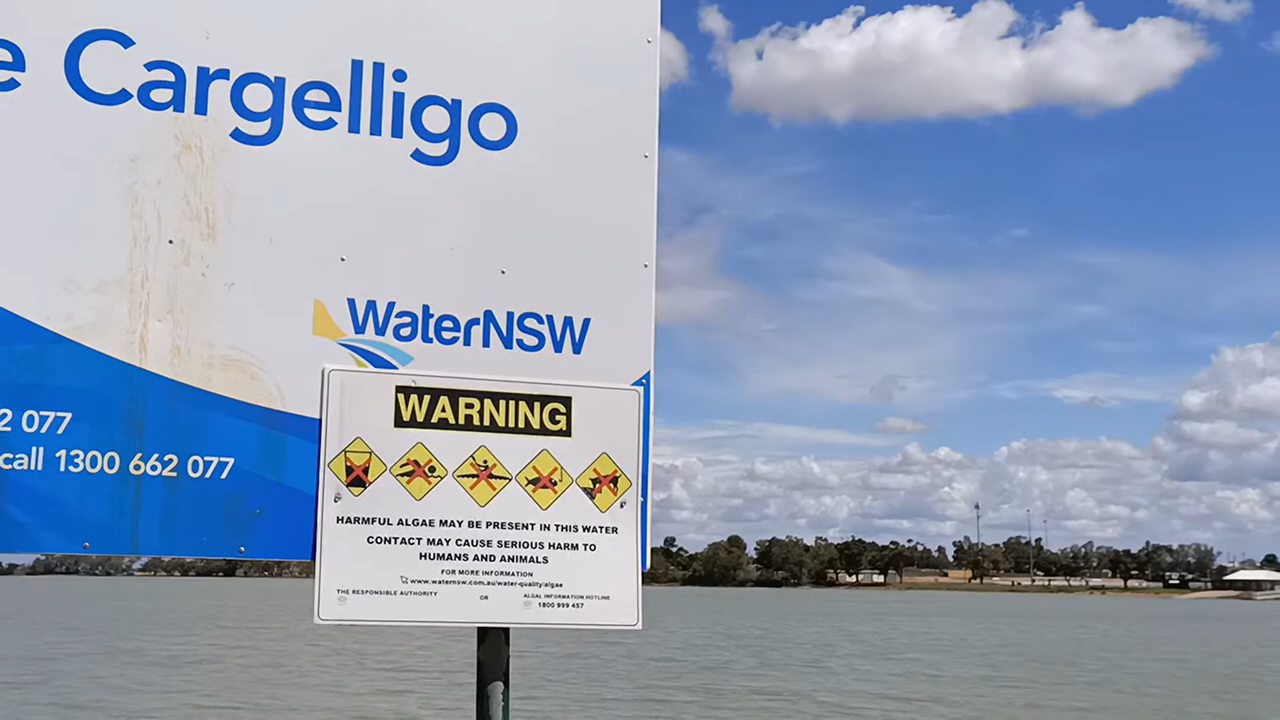 e Cargelligo
WaterNSW
2 077
call 1300 662 077
WARNING
HARMFUL ALGAE MAY BE PRESENT IN THIS WATER
CONTACT MAY CAUSE SERIOUS HARM TO
HUMANS AND ANIMALS
FOR MORE INFORMATION
www.waternsw.com.au/water-quality/algae
THE RESPONSIBLE AUTHORITY
OR
ALGAL INFORMATION HOTLINE
1800 999 457